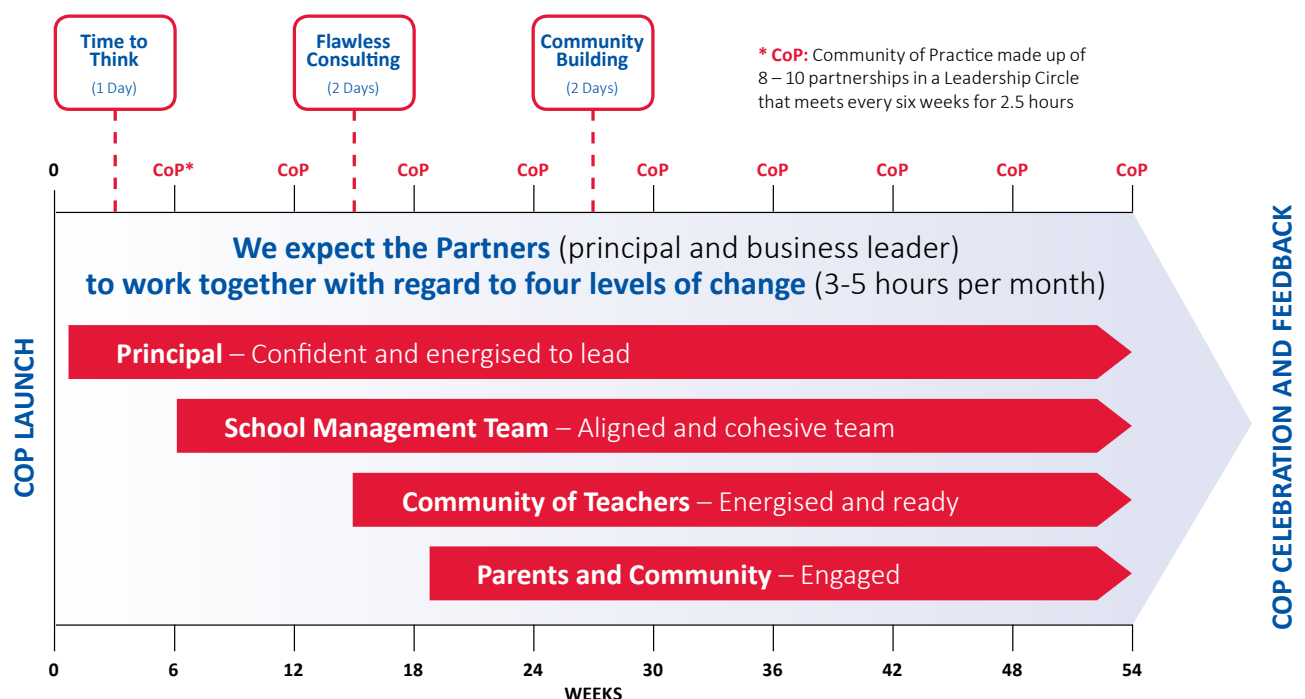 Time to
Think
(1 Day)
Flawless
Consulting
(2 Days)
Community
Building
(2 Days)
* CoP: Community of Practice made up of
8 – 10 partnerships in a Leadership Circle
that meets every six weeks for 2.5 hours
0 CoP* CoP CoP CoP CoP CoP CoP CoP CoP
We expect the Partners (principal and business leader)
to work together with regard to four levels of change (3-5 hours per month)
COP LAUNCH
Principal – Confident and energised to lead
School Management Team – Aligned and cohesive team
Community of Teachers – Energised and ready
Parents and Community – Engaged
COP CELEBRATION AND FEEDBACK
0 6 12 18 24 30 36 42 48 54
WEEKS